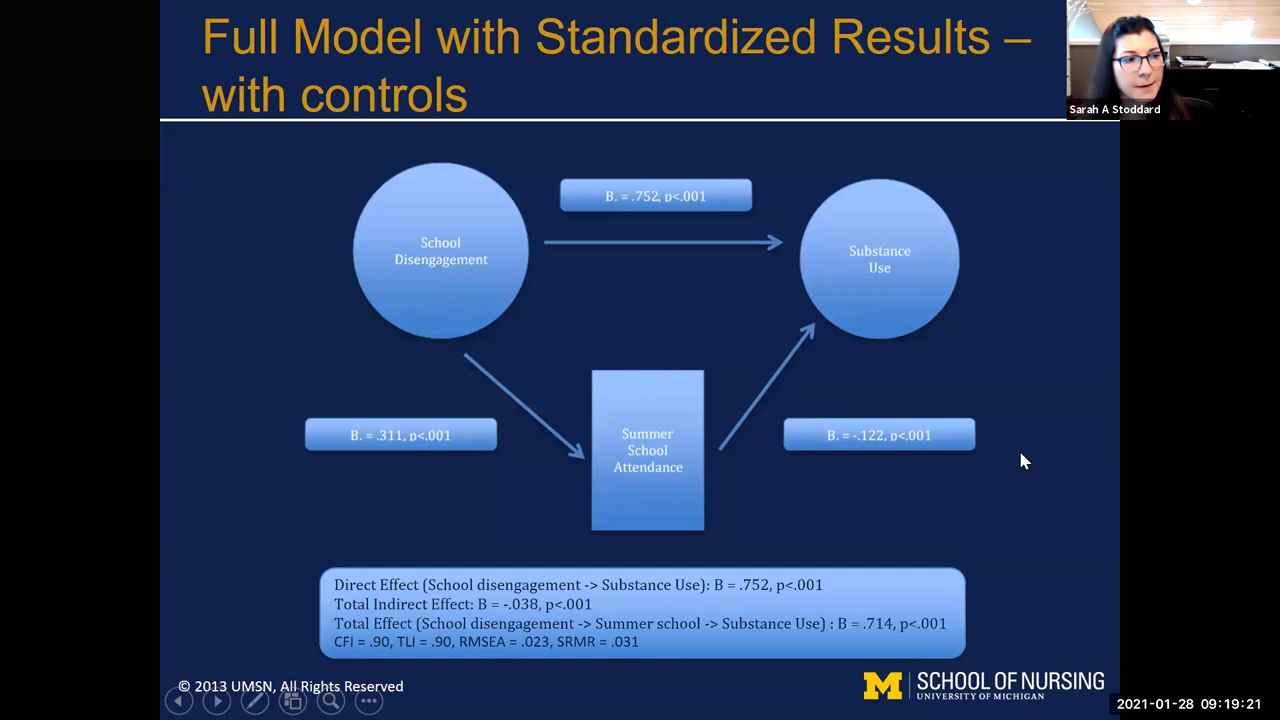 Full Model with Standardized Results –
with controls
Sarah A Stoddard
B. = .752, p<.001
School
Disengagement
Substance
Use
B. = .311, p<.001
Summer
School
Attendance
B. = -.122, p<.001
Direct Effect (School disengagement -> Substance Use): B = .752, p<.001
Total Indirect Effect: B = -.038, p<.001
Total Effect (School disengagement -> Summer school -> Substance Use) : B = .714, p<.001
CFI = .90, TLI = .90, RMSEA = .023, SRMR = .031
© 2013 UMSN, All Rights Reserved
M SCHOOL OF NURSING
UNIVERSITY OF MICHIGAN
2021-01-28 09:19:21